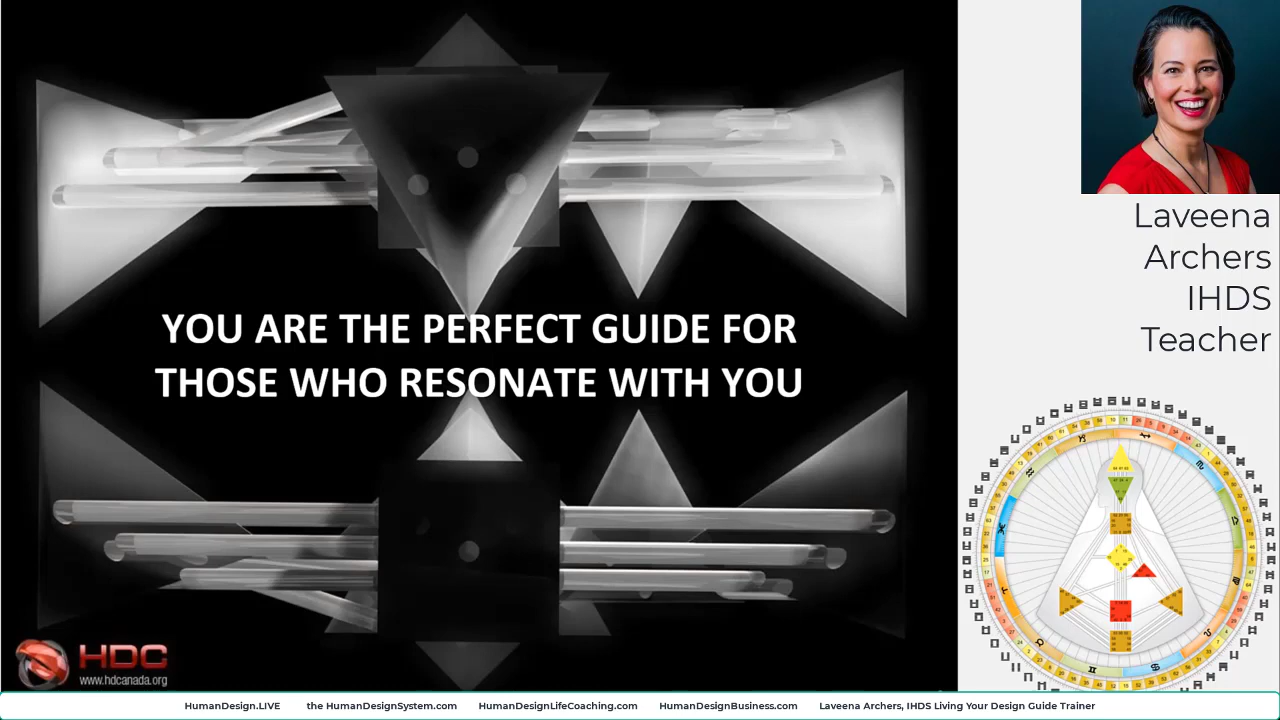 YOU ARE THE PERFECT GUIDE FOR
THOSE WHO RESONATE WITH YOU
HDC
www.hdcanada.org
Laveena
Archers
IHDS
Teacher
HumanDesign.LIVE the HumanDesignSystem.com HumanDesignLifeCoaching.com HumanDesignBusiness.com Laveena Archers, IHDS Living Your Design Guide Trainer